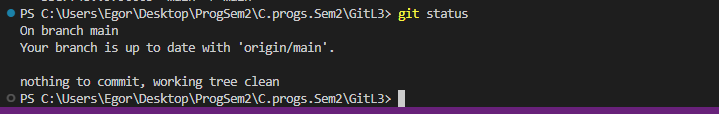 PS C:\Users\Egor\Desktop\ProgSem2\C.progs.Sem2\GitL3> git status
On branch main
Your branch is up to date with 'origin/main'.
nothing to commit, working tree clean
PS C:\Users\Egor\Desktop\ProgSem2\C.progs.Sem2\GitL3>